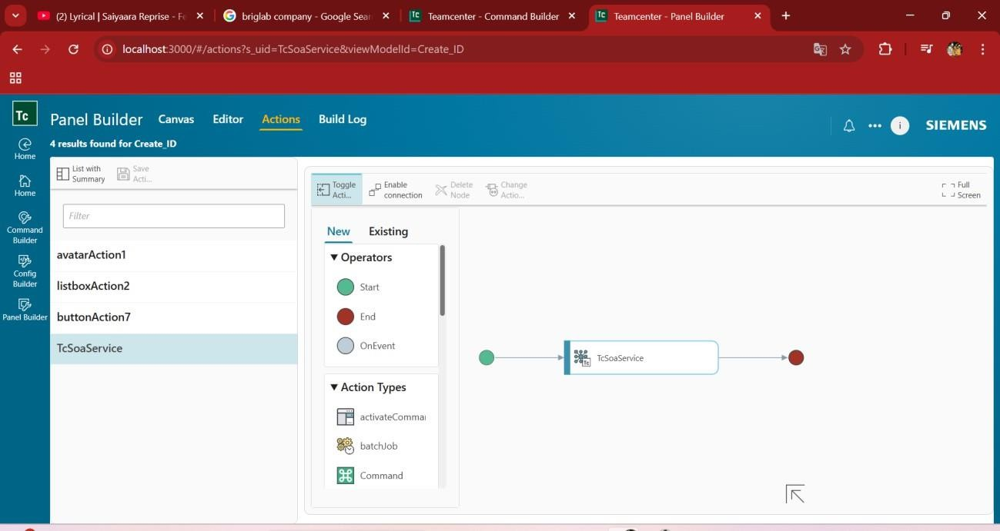 (2) Lyrical | Saiyaara Reprise - Fe
briglab company - Google Sear
Teamcenter - Command Builder
Teamcenter - Panel Builder
localhost:3000/#/actions?s_uid=TcSoaService&viewModelId=Create_ID
Tc
Panel Builder
Canvas
Editor
Actions
Build Log
i
SIEMENS
4 results found for Create_ID
Home
Home
Command
Builder
Config
Builder
Panel Builder
List with
Summary
Save
Acti...
Filter
avatarAction1
listboxAction2
buttonAction7
TcSoaService
Toggle
Acti...
Enable
connection
Delete
Node
Change
Actio...
Full
Screen
New
Existing
Operators
Start
End
OnEvent
Action Types
activateComman
batchJob
Command
TcSoaService